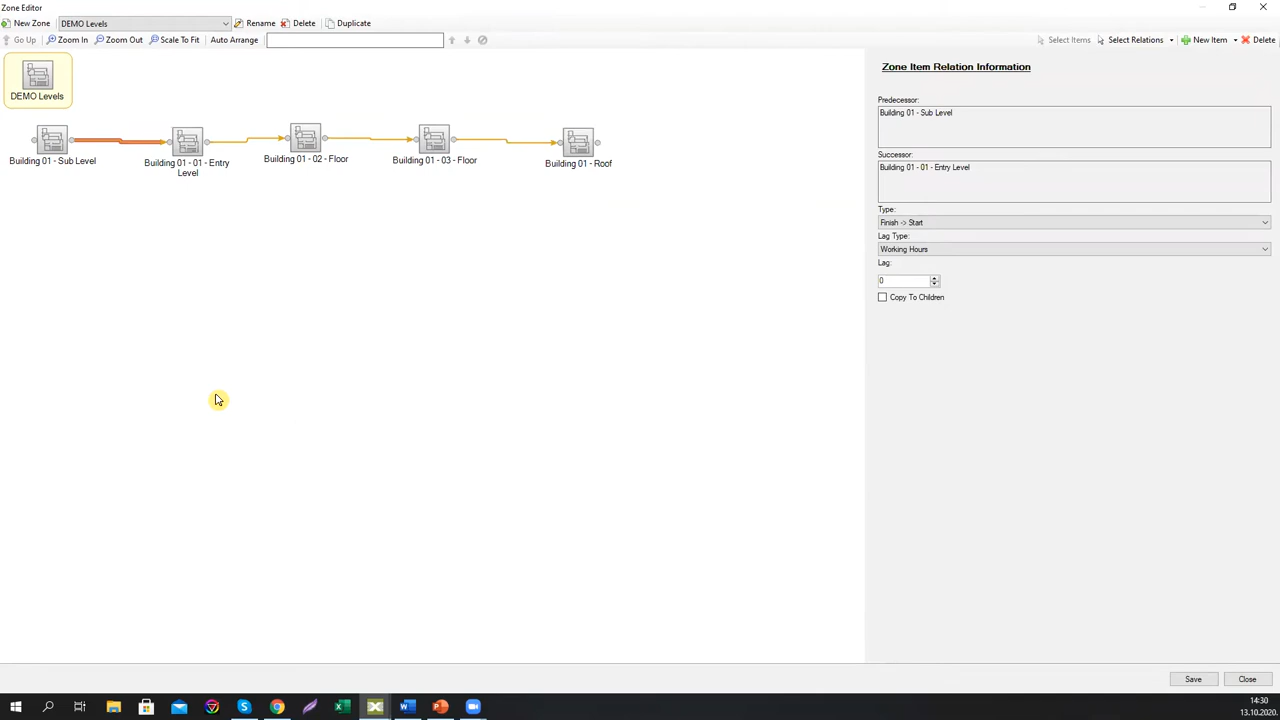 Zone Editor
New Zone DEMO Levels Rename Delete Duplicate
Go Up Zoom In Zoom Out Scale To Fit Auto Arrange Select Items Select Relations New Item Delete
DEMO Levels
Building 01 - Sub Level
Building 01 - 01 - Entry
Level
Building 01 - 02 - Floor
Building 01 - 03 - Floor
Building 01 - Roof
Zone Item Relation Information
Predecessor:
Building 01 - Sub Level
Successor:
Building 01 - 01 - Entry Level
Type:
Finish -> Start
Lag Type:
Working Hours
Lag:
0
Copy To Children
Save Close
14:30
13.10.2020.